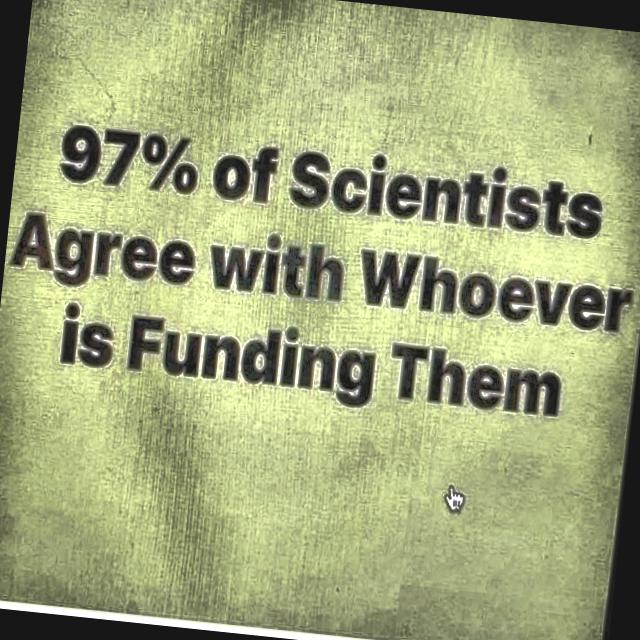 97% of Scientists
Agree with Whoever
is Funding Them